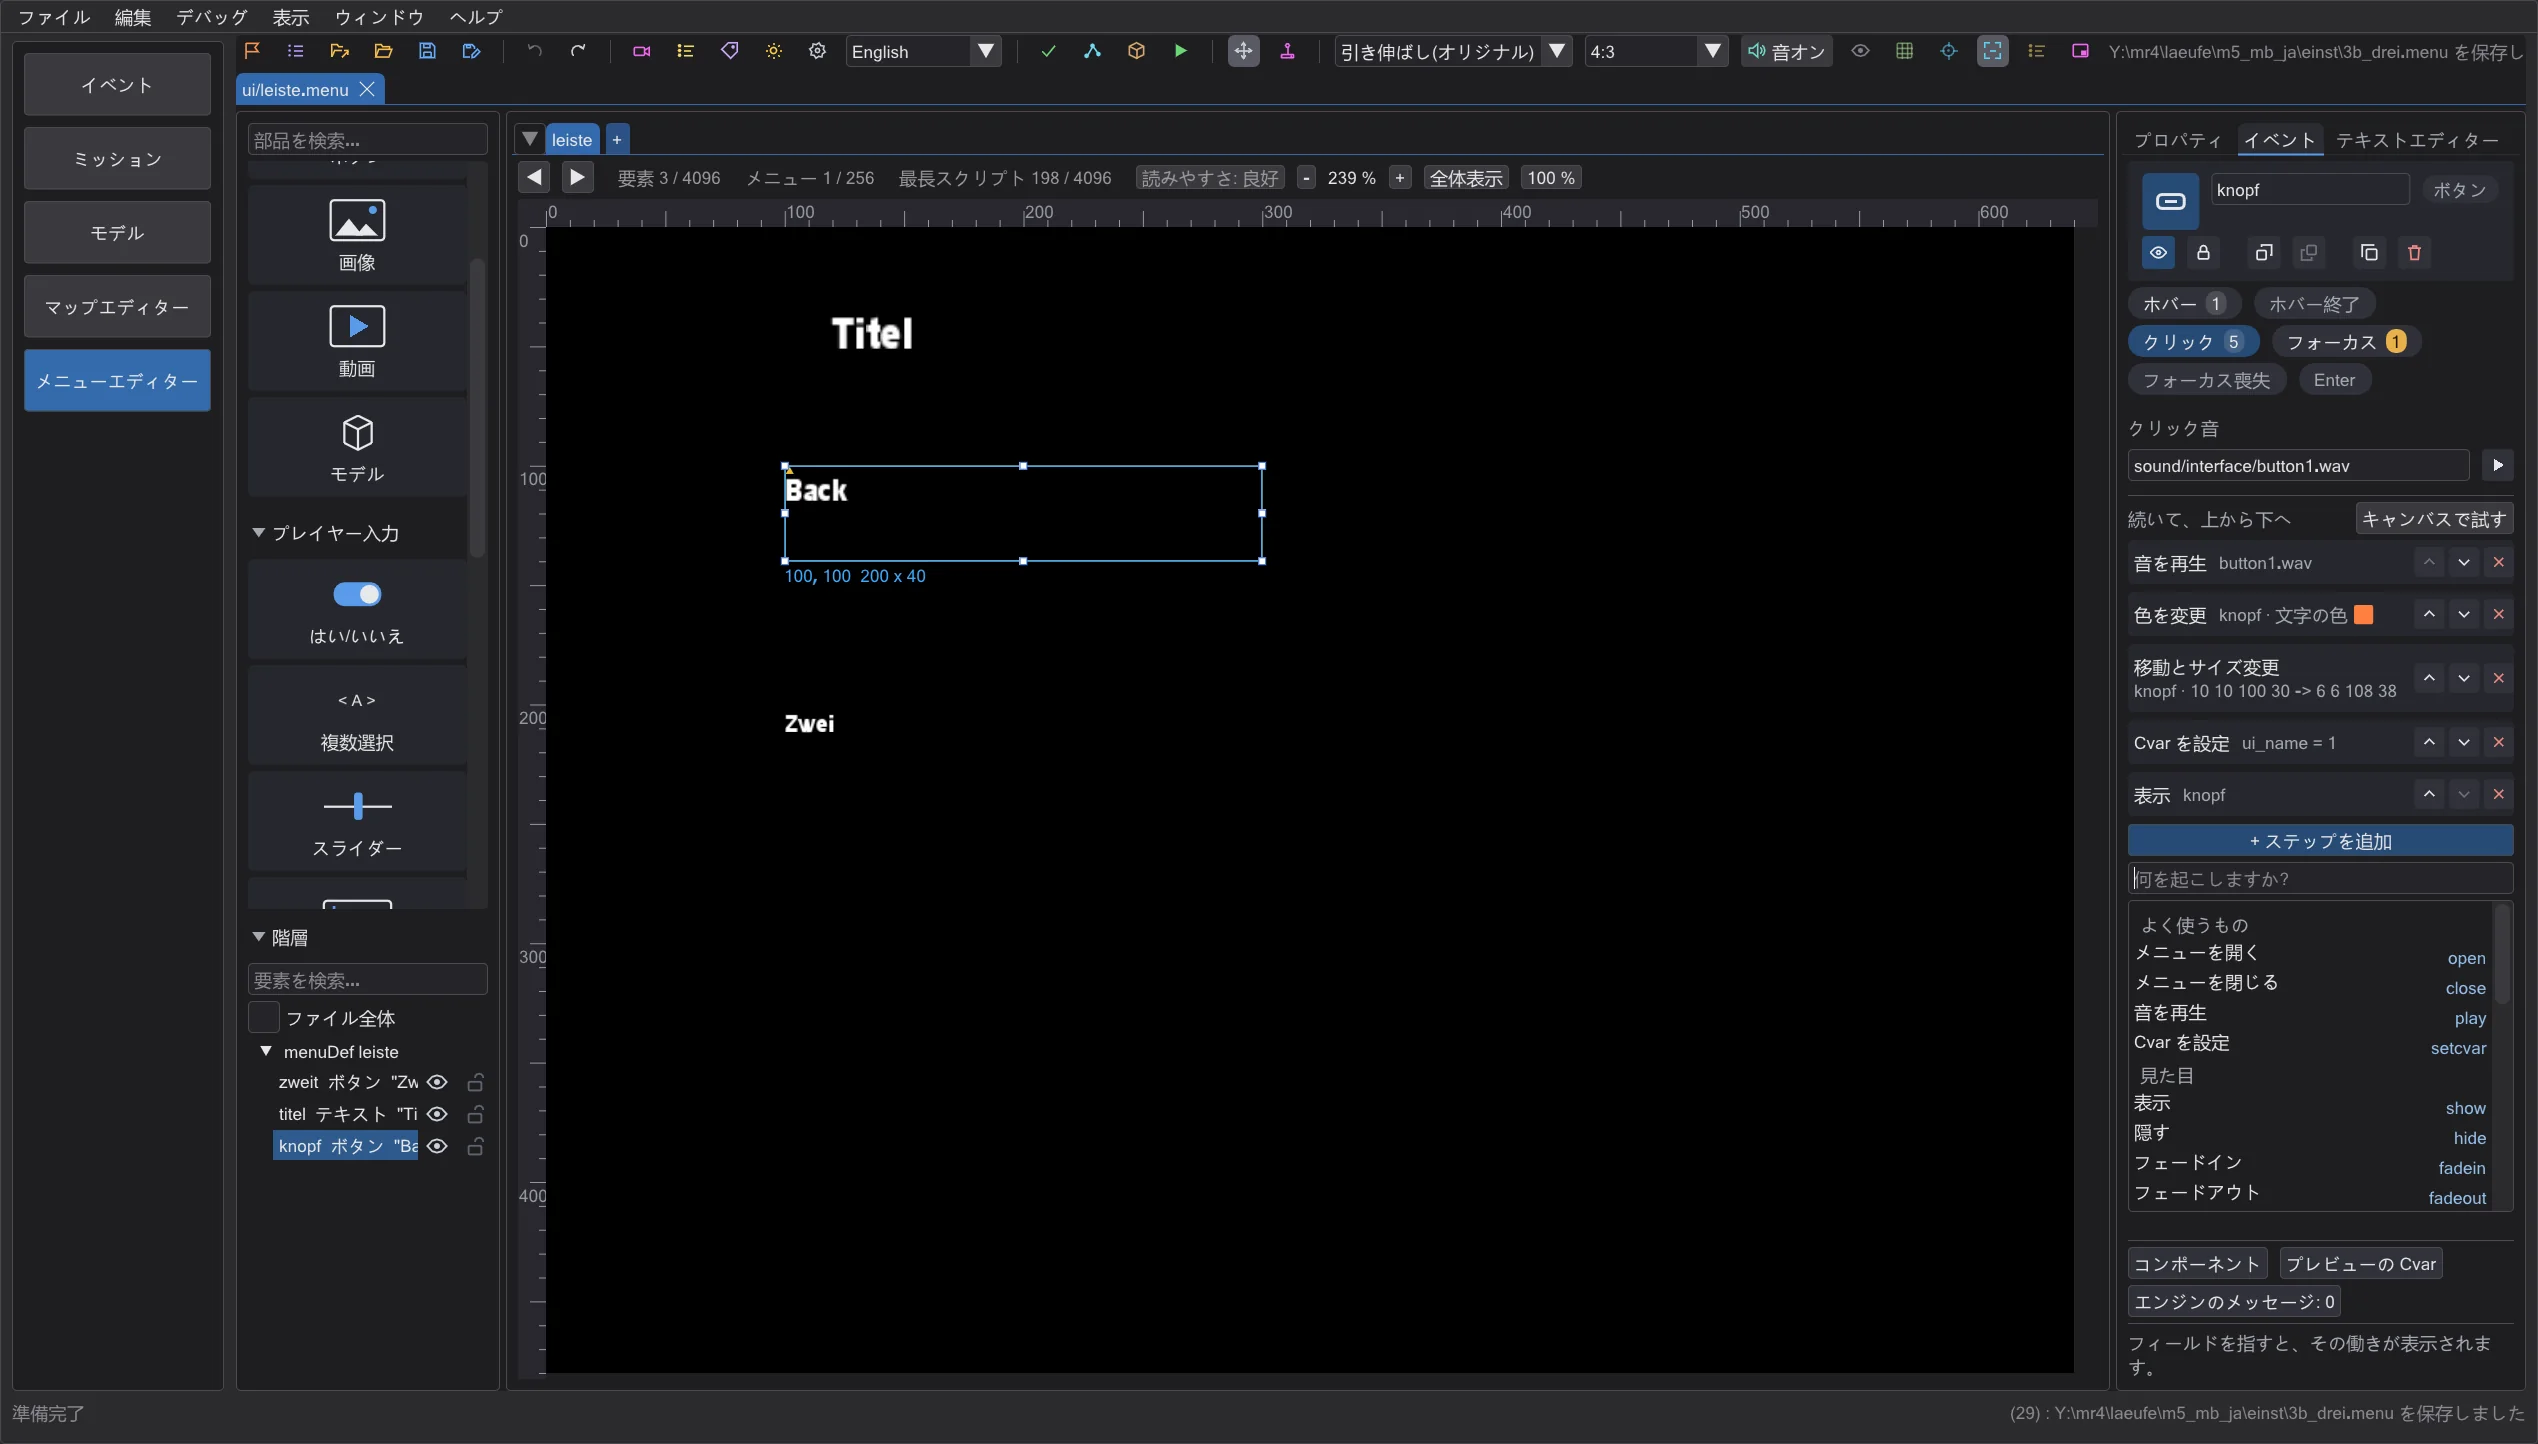 ファイル 編集 デバッグ 表示 ウィンドウ ヘルプ
English
引き伸ばし(オリジナル)
4:3
音オン
Y:\mr4\laeufe\m5_mb_ja\einst\3b_drei.menu を保存し
イベント
ミッション
モデル
マップエディター
メニューエディター
ui/leiste.menu
部品を検索...
画像
動画
モデル
プレイヤー入力
はい/いいえ
< A >
複数選択
スライダー
階層
要素を検索...
ファイル全体
menuDef leiste
zweit ボタン "Zw
titel テキスト "Ti
knopf ボタン "Ba
leiste
+
要素 3 / 4096 メニュー 1 / 256 最長スクリプト 198 / 4096 読みやすさ: 良好 - 239 % + 全体表示 100 %
0 100 200 300 400 500 600
0
100
200
300
400
Titel
Back
100, 100 200 x 40
Zwei
プロパティ イベント テキストエディター
knopf ボタン
ホバー 1 ホバー終了
クリック 5 フォーカス 1
フォーカス喪失 Enter
クリック音
sound/interface/button1.wav
続いて、上から下へ キャンバスで試す
音を再生 button1.wav
色を変更 knopf · 文字の色
移動とサイズ変更
knopf · 10 10 100 30 -> 6 6 108 38
Cvar を設定 ui_name = 1
表示 knopf
+ ステップを追加
何を起こしますか?
よく使うもの
メニューを開く open
メニューを閉じる close
音を再生 play
Cvar を設定 setcvar
見た目
表示 show
隠す hide
フェードイン fadein
フェードアウト fadeout
コンポーネント プレビューの Cvar
エンジンのメッセージ: 0
フィールドを指すと、その働きが表示されま
す。
準備完了
(29) : Y:\mr4\laeufe\m5_mb_ja\einst\3b_drei.menu を保存しました